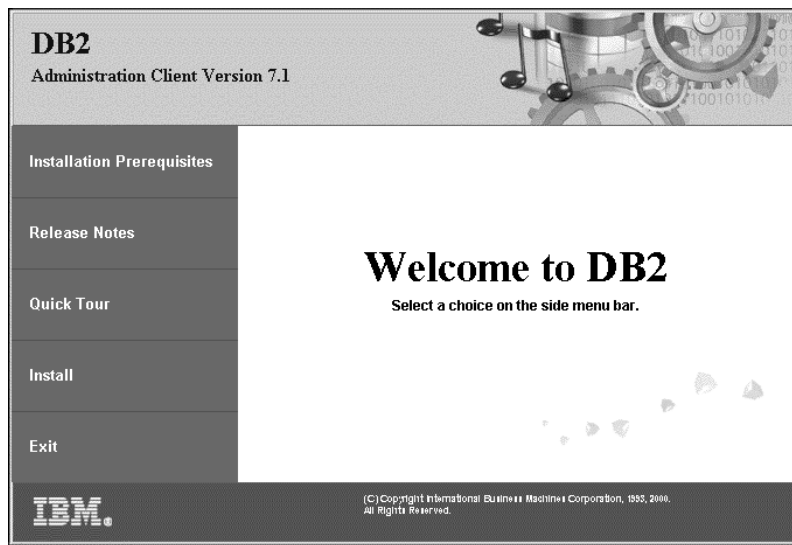 DB2
Administration Client Version 7.1
Installation Prerequisites
Release Notes
Quick Tour
Install
Exit
Welcome to DB2
Select a choice on the side menu bar.
IBM
(C) Copyright International Business Machines Corporation, 1993, 2000.
All Rights Reserved.